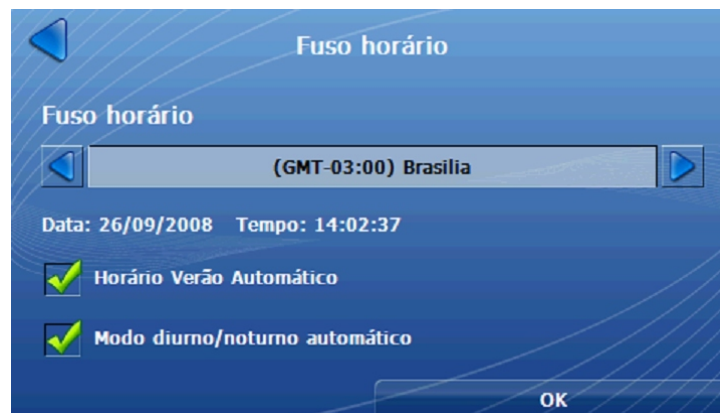 Fuso horário
Fuso horário
(GMT-03:00) Brasilia
Data: 26/09/2008 Tempo: 14:02:37
Horário Verão Automático
Modo diurno/noturno automático
OK